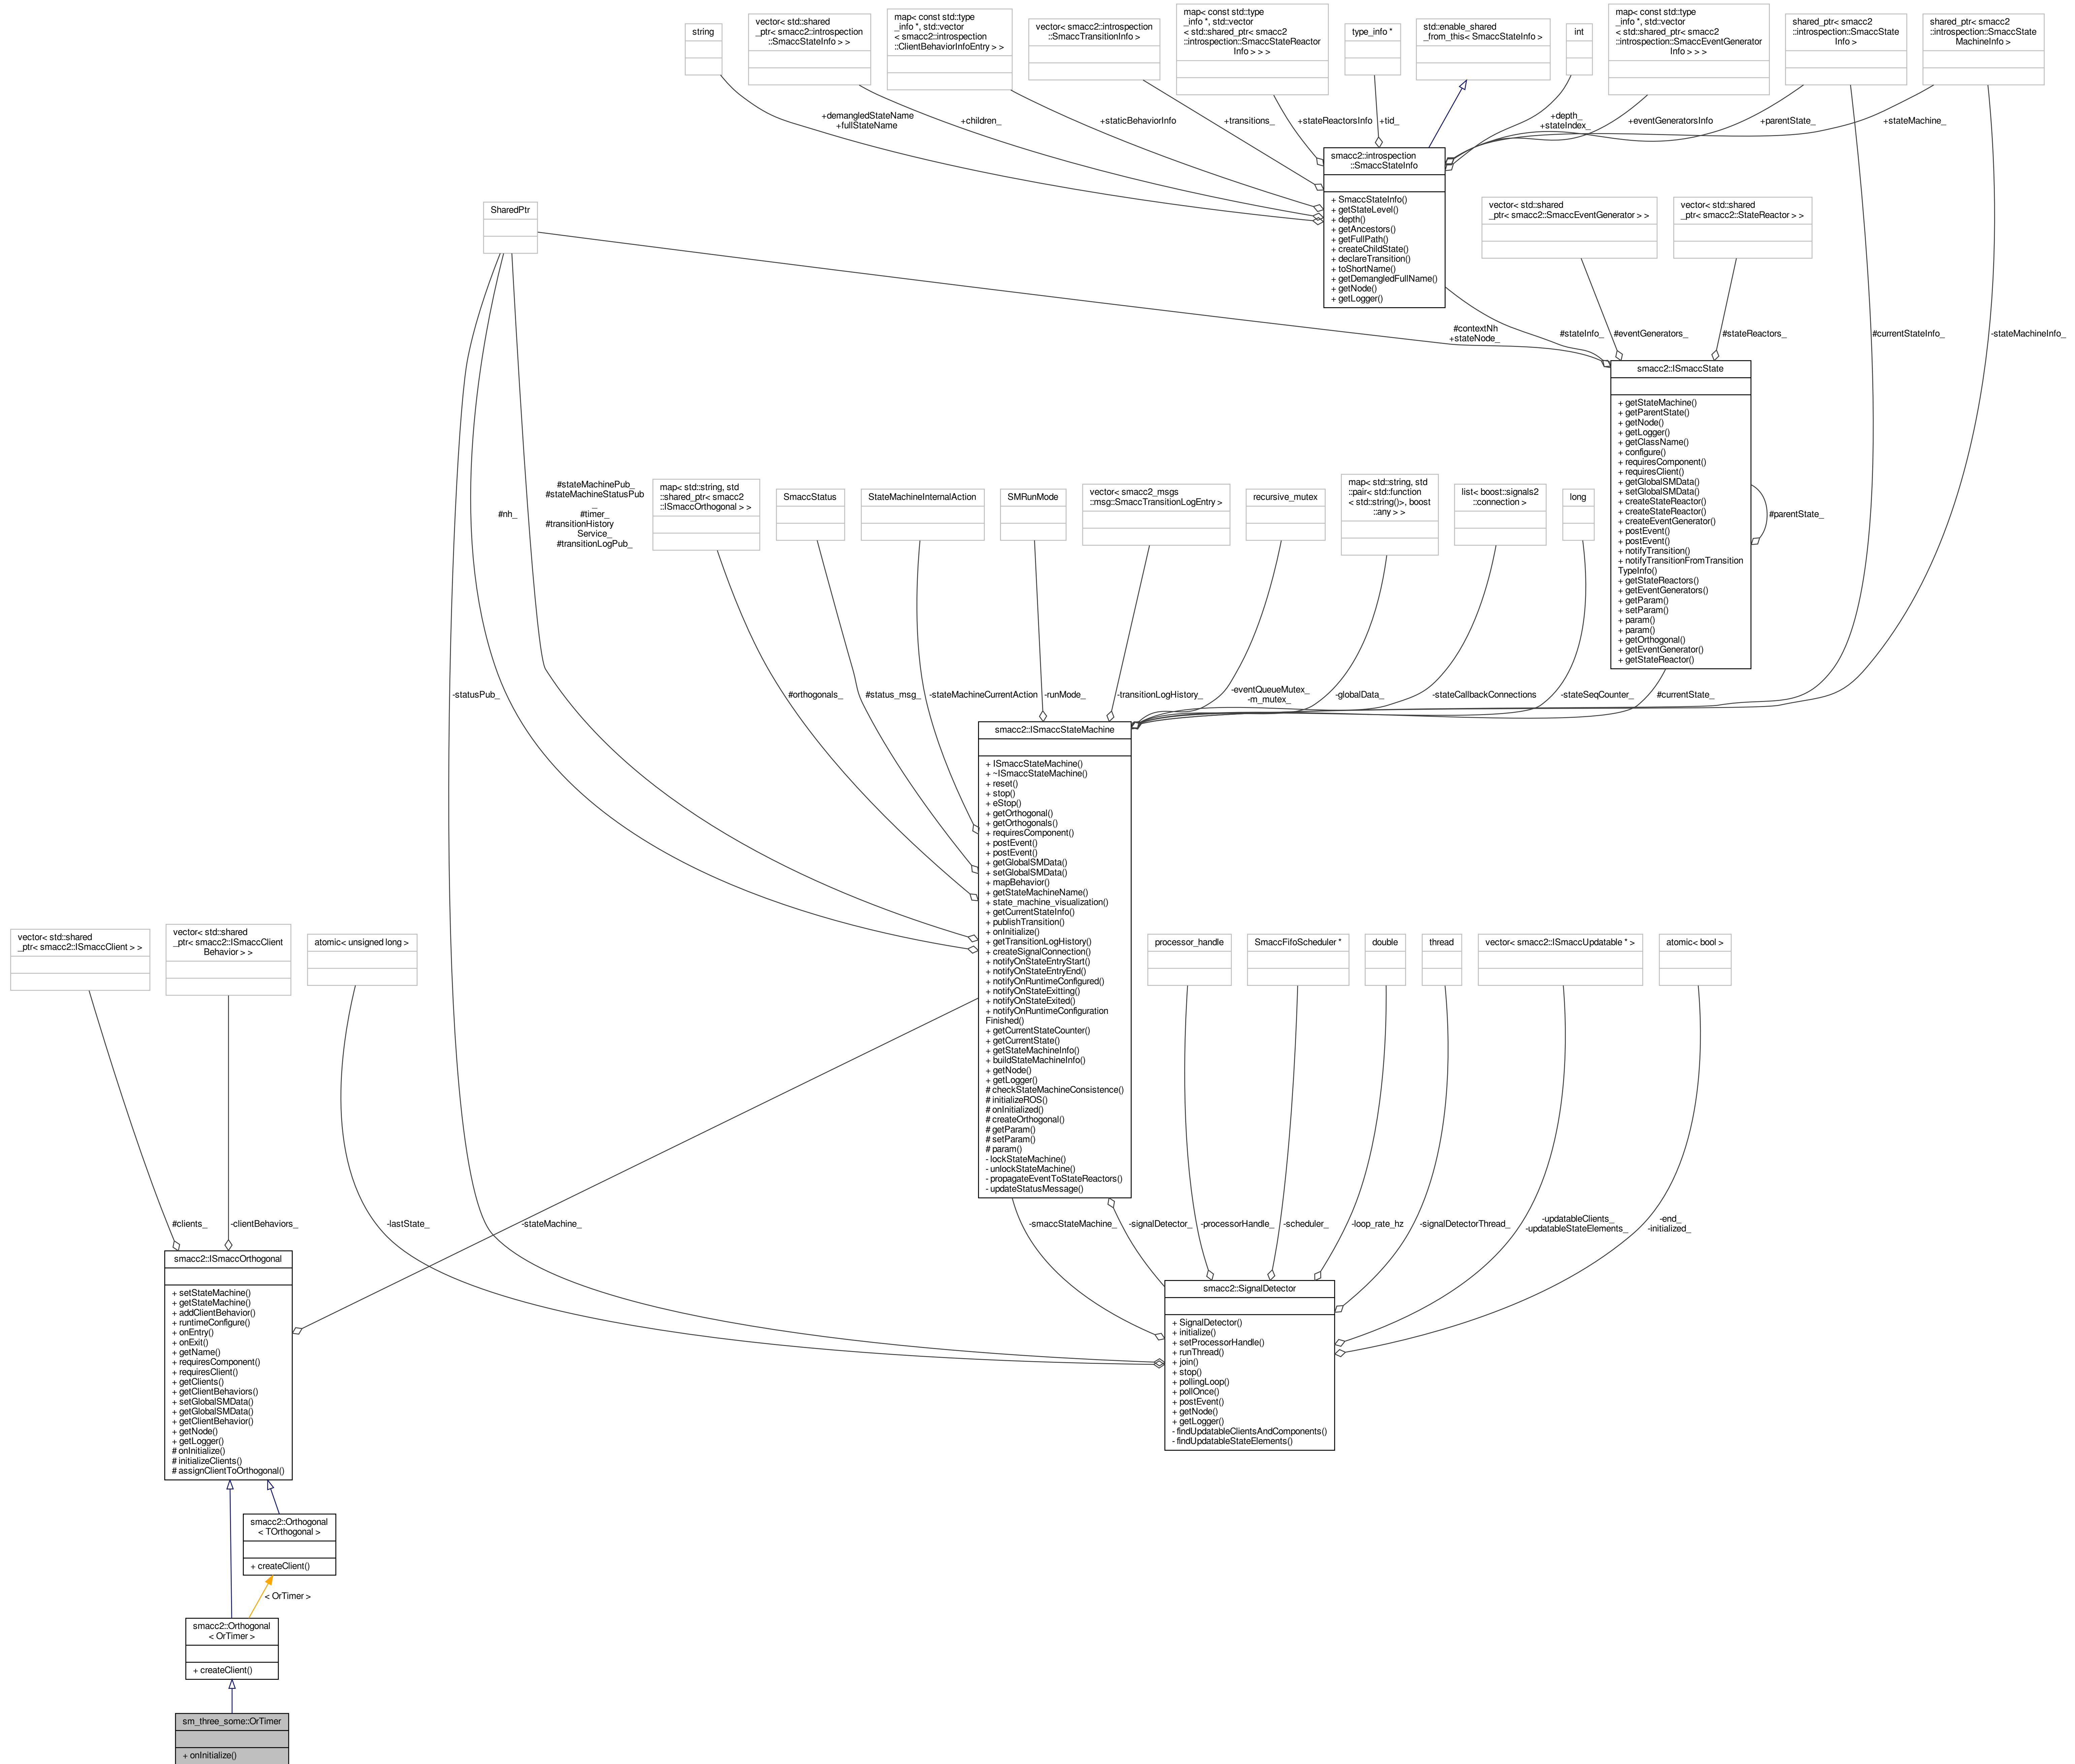 string
vector< std::shared
_ptr< smacc2::introspection
::SmaccStateInfo > >
map< const std::type
_info *, std::vector
< smacc2::introspection
::ClientBehaviorInfoEntry > >
vector< smacc2::introspection
::SmaccTransitionInfo >
map< const std::type
_info *, std::vector
< std::shared_ptr< smacc2
::introspection::SmaccStateReactor
Info > > >
type_info *
std::enable_shared
_from_this< SmaccStateInfo >
int
map< const std::type
_info *, std::vector
< std::shared_ptr< smacc2
::introspection::SmaccEventGenerator
Info > > >
shared_ptr< smacc2
::introspection::SmaccState
Info >
shared_ptr< smacc2
::introspection::SmaccState
MachineInfo >
+demangledStateName
+fullStateName
+children_
+staticBehaviorInfo
+transitions_
+stateReactorsInfo
+tid_
+depth_
+stateIndex_
+eventGeneratorsInfo
+parentState_
+stateMachine_
smacc2::introspection
::SmaccStateInfo
+ SmaccStateInfo()
+ getStateLevel()
+ depth()
+ getAncestors()
+ getFullPath()
+ createChildState()
+ declareTransition()
+ toShortName()
+ getDemangledFullName()
+ getNode()
+ getLogger()
SharedPtr
vector< std::shared
_ptr< smacc2::SmaccEventGenerator > >
vector< std::shared
_ptr< smacc2::StateReactor > >
#contextNh
+stateNode_
#stateInfo_
#eventGenerators_
#stateReactors_
#currentStateInfo_
-stateMachineInfo_
smacc2::ISmaccState
+ getStateMachine()
+ getParentState()
+ getNode()
+ getLogger()
+ getClassName()
+ configure()
+ requiresComponent()
+ requiresClient()
+ getGlobalSMData()
+ setGlobalSMData()
+ createStateReactor()
+ createStateReactor()
+ createEventGenerator()
+ postEvent()
+ postEvent()
+ notifyTransition()
+ notifyTransitionFromTransition
TypeInfo()
+ getStateReactors()
+ getEventGenerators()
+ getParam()
+ setParam()
+ param()
+ param()
+ getOrthogonal()
+ getEventGenerator()
+ getStateReactor()
#parentState_
#nh_
#stateMachinePub_
#stateMachineStatusPub
_
#timer_
#transitionHistory
Service_
#transitionLogPub_
map< std::string, std
::shared_ptr< smacc2
::ISmaccOrthogonal > >
SmaccStatus
StateMachineInternalAction
SMRunMode
vector< smacc2_msgs
::msg::SmaccTransitionLogEntry >
recursive_mutex
map< std::string, std
::pair< std::function
< std::string()>, boost
::any > >
list< boost::signals2
::connection >
long
-statusPub_
#orthogonals_
#status_msg_
-stateMachineCurrentAction
-runMode_
-transitionLogHistory_
-eventQueueMutex_
-m_mutex_
-globalData_
-stateCallbackConnections
-stateSeqCounter_
#currentState_
smacc2::ISmaccStateMachine
+ ISmaccStateMachine()
+ ~ISmaccStateMachine()
+ reset()
+ stop()
+ eStop()
+ getOrthogonal()
+ getOrthogonals()
+ requiresComponent()
+ postEvent()
+ postEvent()
+ getGlobalSMData()
+ setGlobalSMData()
+ mapBehavior()
+ getStateMachineName()
+ state_machine_visualization()
+ getCurrentStateInfo()
+ publishTransition()
+ onInitialize()
+ getTransitionLogHistory()
+ createSignalConnection()
+ notifyOnStateEntryStart()
+ notifyOnStateEntryEnd()
+ notifyOnRuntimeConfigured()
+ notifyOnStateExitting()
+ notifyOnStateExited()
+ notifyOnRuntimeConfiguration
Finished()
+ getCurrentStateCounter()
+ getCurrentState()
+ getStateMachineInfo()
+ buildStateMachineInfo()
+ getNode()
+ getLogger()
# checkStateMachineConsistence()
# initializeROS()
# onInitialized()
# createOrthogonal()
# getParam()
# setParam()
# param()
- lockStateMachine()
- unlockStateMachine()
- propagateEventToStateReactors()
- updateStatusMessage()
vector< std::shared
_ptr< smacc2::ISmaccClient > >
vector< std::shared
_ptr< smacc2::ISmaccClient
Behavior > >
atomic< unsigned long >
processor_handle
SmaccFifoScheduler *
double
thread
vector< smacc2::ISmaccUpdatable * >
atomic< bool >
#clients_
-clientBehaviors_
-lastState_
-stateMachine_
-smaccStateMachine_
-signalDetector_
-processorHandle_
-scheduler_
-loop_rate_hz
-signalDetectorThread_
-updatableClients_
-updatableStateElements_
-end_
-initialized_
smacc2::ISmaccOrthogonal
+ setStateMachine()
+ getStateMachine()
+ addClientBehavior()
+ runtimeConfigure()
+ onEntry()
+ onExit()
+ getName()
+ requiresComponent()
+ requiresClient()
+ getClients()
+ getClientBehaviors()
+ setGlobalSMData()
+ getGlobalSMData()
+ getClientBehavior()
+ getNode()
+ getLogger()
# onInitialize()
# initializeClients()
# assignClientToOrthogonal()
smacc2::SignalDetector
+ SignalDetector()
+ initialize()
+ setProcessorHandle()
+ runThread()
+ join()
+ stop()
+ pollingLoop()
+ pollOnce()
+ postEvent()
+ getNode()
+ getLogger()
- findUpdatableClientsAndComponents()
- findUpdatableStateElements()
smacc2::Orthogonal
< TOrthogonal >
+ createClient()
< OrTimer >
smacc2::Orthogonal
< OrTimer >
+ createClient()
sm_three_some::OrTimer
+ onInitialize()